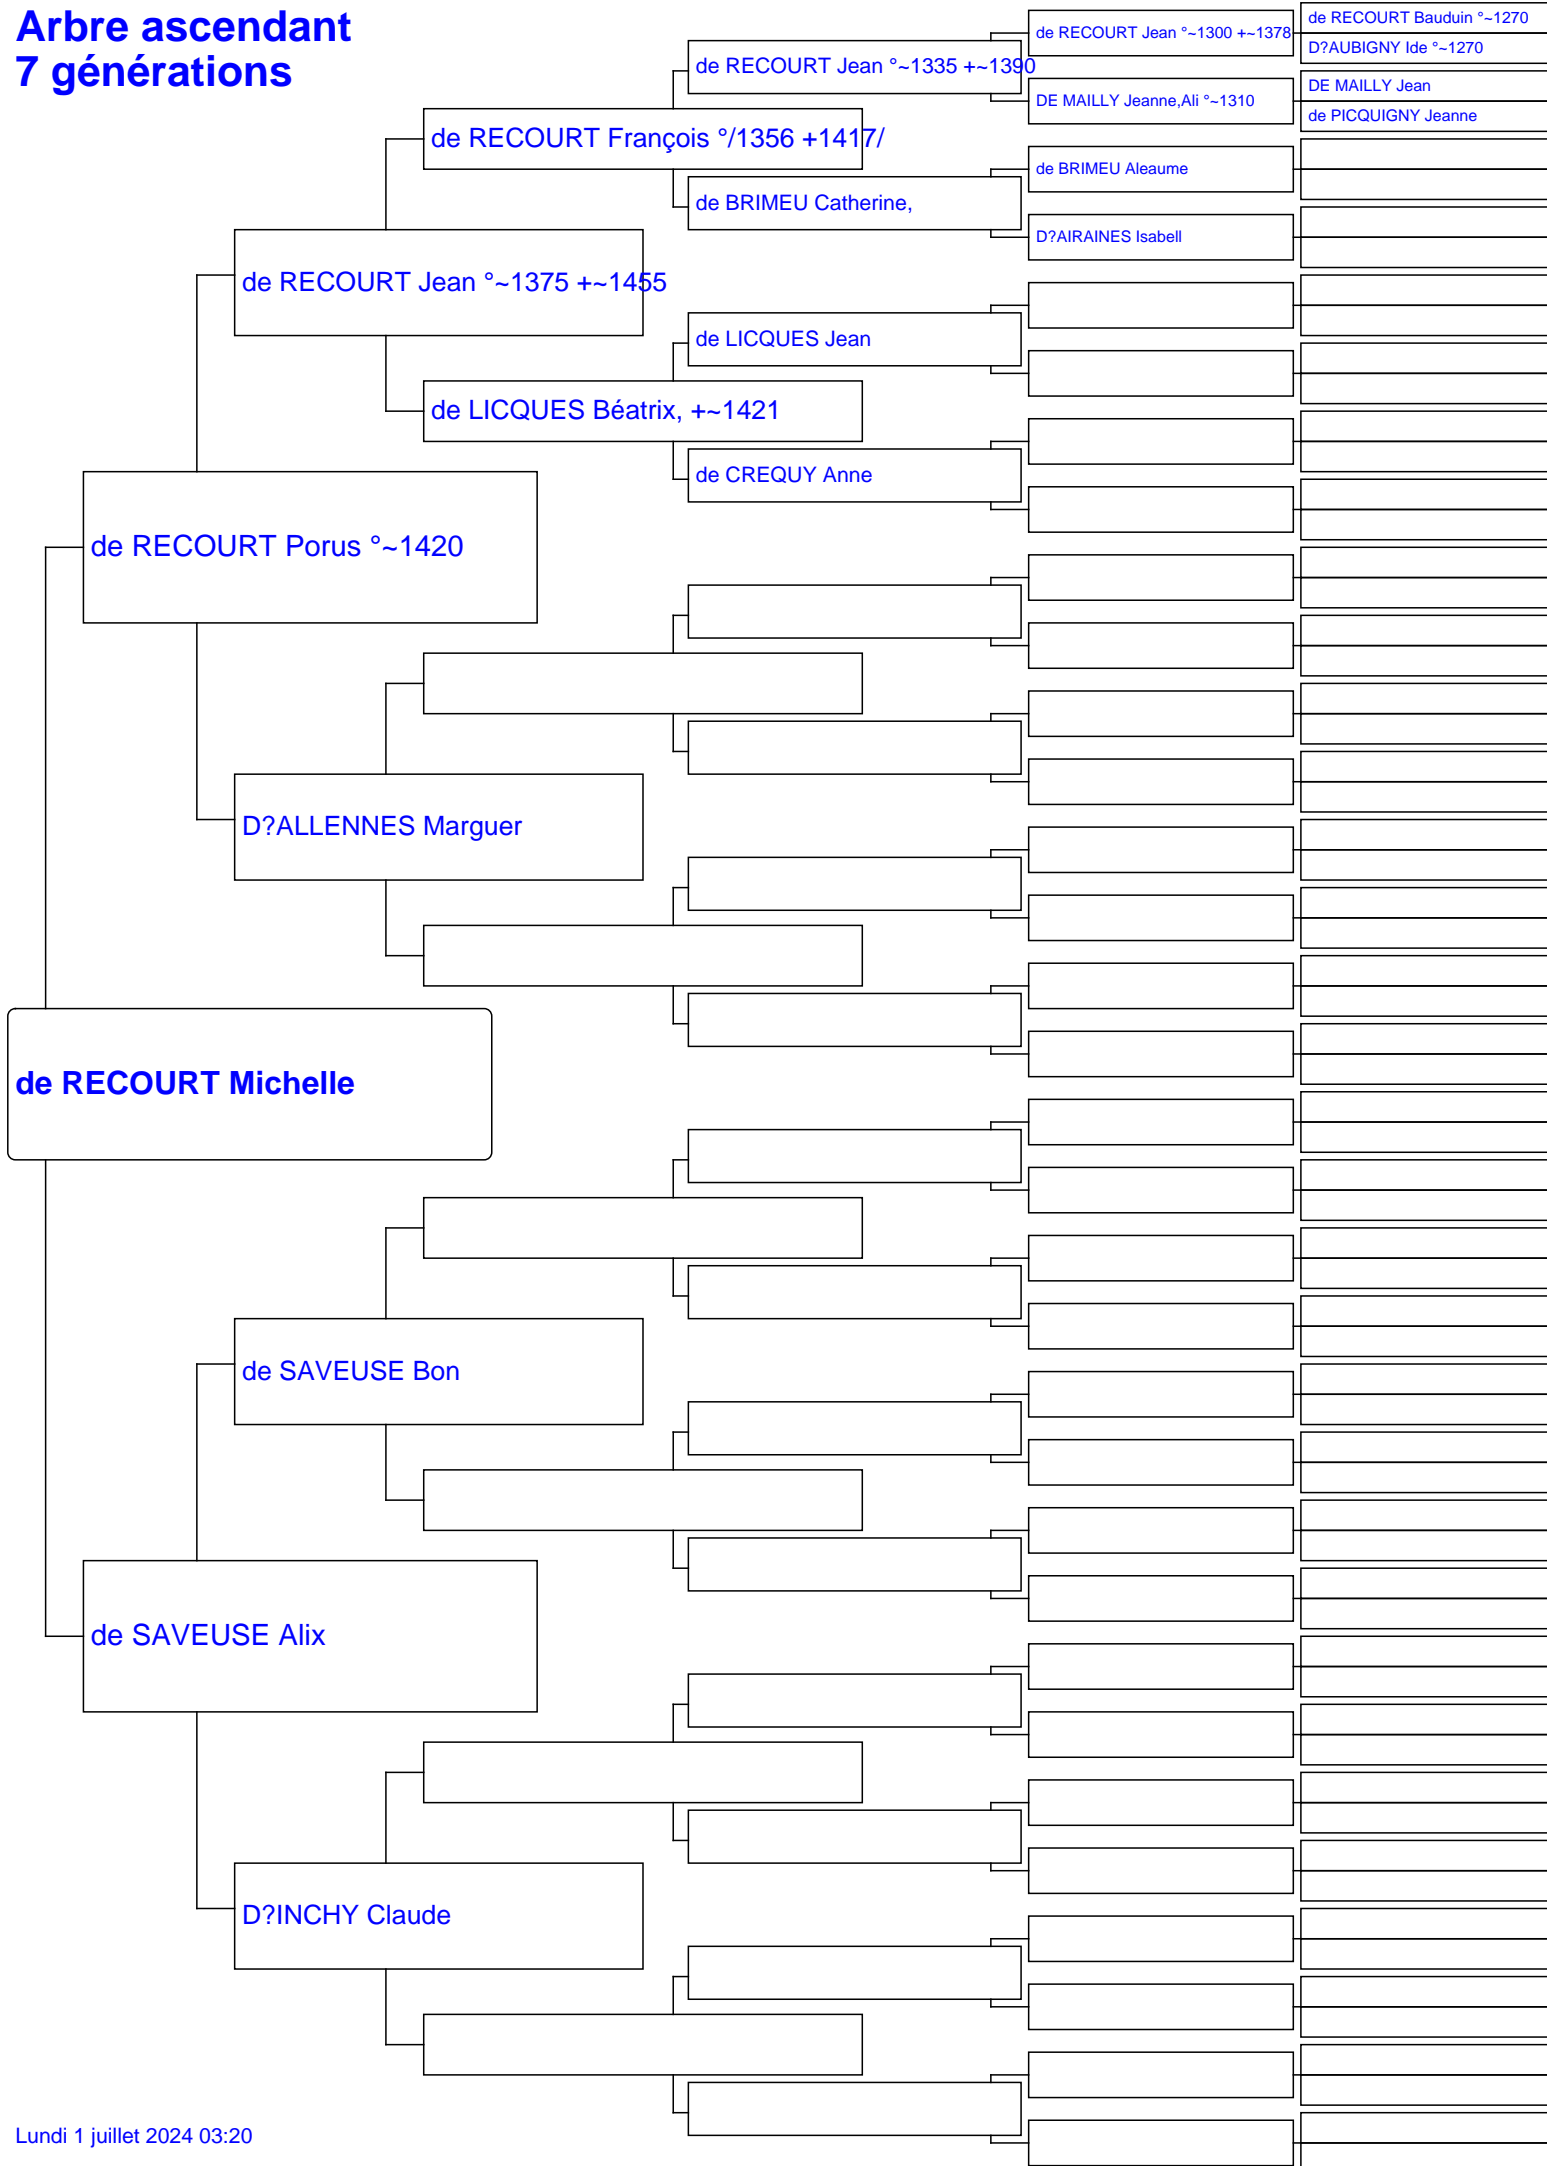 Arbre ascendant
7 générations
de RECOURT Bauduin °~1270
de RECOURT Jean °~1300 +~1378
D?AUBIGNY Ide °~1270
de RECOURT Jean °~1335 +~1390
DE MAILLY Jean
DE MAILLY Jeanne,Ali °~1310
de PICQUIGNY Jeanne
de RECOURT François °/1356 +1417/
de BRIMEU Aleaume
de BRIMEU Catherine,
D?AIRAINES Isabell
de RECOURT Jean °~1375 +~1455
de LICQUES Jean
de LICQUES Béatrix, +~1421
de CREQUY Anne
de RECOURT Porus °~1420
D?ALLENNES Marguer
de RECOURT Michelle
de SAVEUSE Bon
de SAVEUSE Alix
D?INCHY Claude
Lundi 1 juillet 2024 03:20